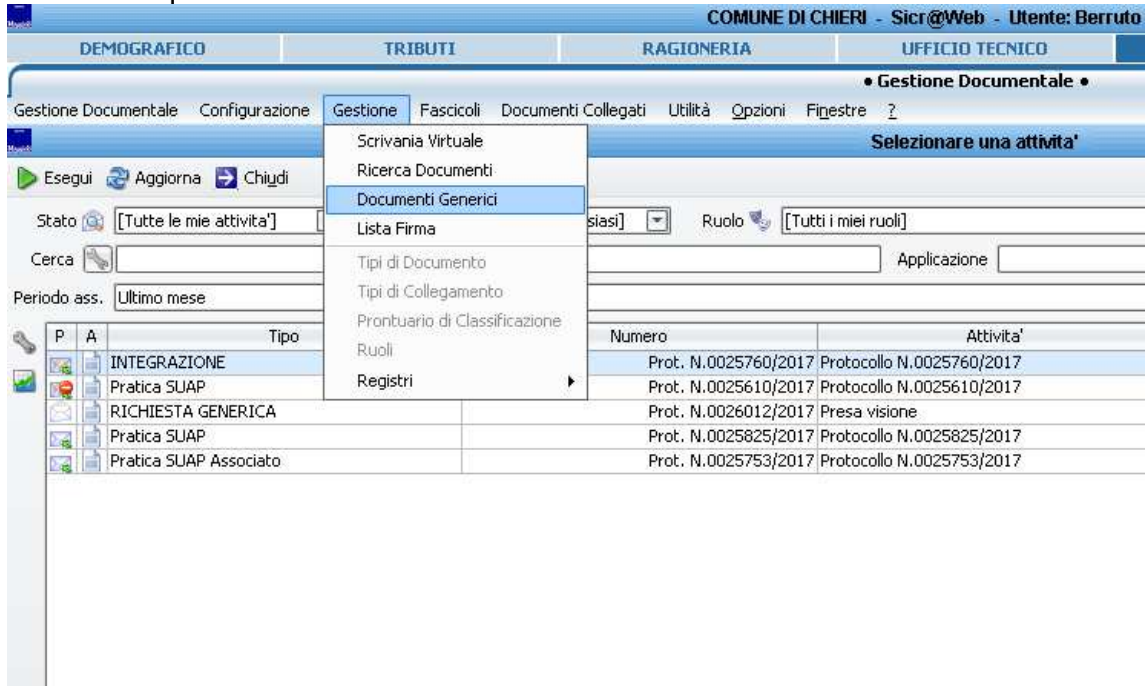 COMUNE DI CHIERI - Sicr@Web - Utente: Berruto
DEMOGRAFICO TRIBUTI RAGIONERIA UFFICIO TECNICO
• Gestione Documentale •
Gestione Documentale Configurazione Gestione Fascicoli Documenti Collegati Utilità Opzioni Finestre ?
Selezionare una attivita'
Esegui Aggiorna Chiudi
Stato [Tutte le mie attivita'] siasi] Ruolo [Tutti i miei ruoli]
Cerca Applicazione
Periodo ass. Ultimo mese
Scrivania Virtuale
Ricerca Documenti
Documenti Generici
Lista Firma
Tipi di Documento
Tipi di Collegamento
Prontuario di Classificazione
Ruoli
Registri
P A Tipo Numero Attivita'
INTEGRAZIONE Prot. N.0025760/2017 Protocollo N.0025760/2017
Pratica SUAP Prot. N.0025610/2017 Protocollo N.0025610/2017
RICHIESTA GENERICA Prot. N.0026012/2017 Presa visione
Pratica SUAP Prot. N.0025825/2017 Protocollo N.0025825/2017
Pratica SUAP Associato Prot. N.0025753/2017 Protocollo N.0025753/2017